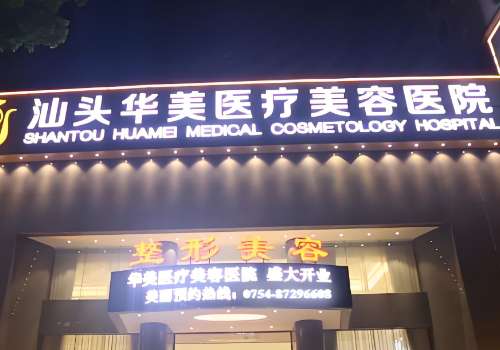 汕头华美医疗美容医院
SHANTOU HUAMEI MEDICAL COSMETOLOGY HOSPITAL
整形美容
华美医疗美容医院 盛大开业
美丽预约热线：0754-87296608